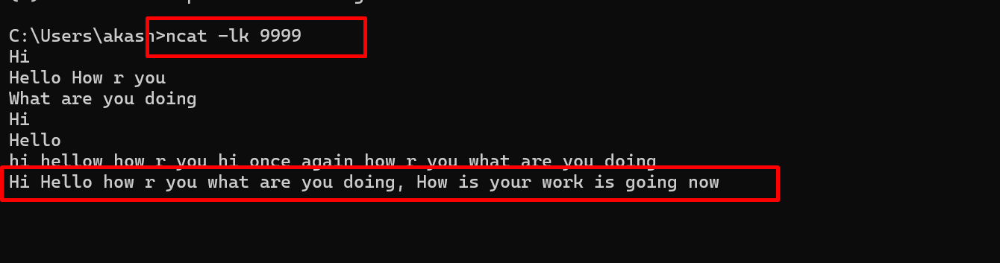 C:\Users\akash>ncat -lk 9999
Hi
Hello How r you
What are you doing
Hi
Hello
hi hellow how r you hi once again how r you what are you doing
Hi Hello how r you what are you doing, How is your work is going now